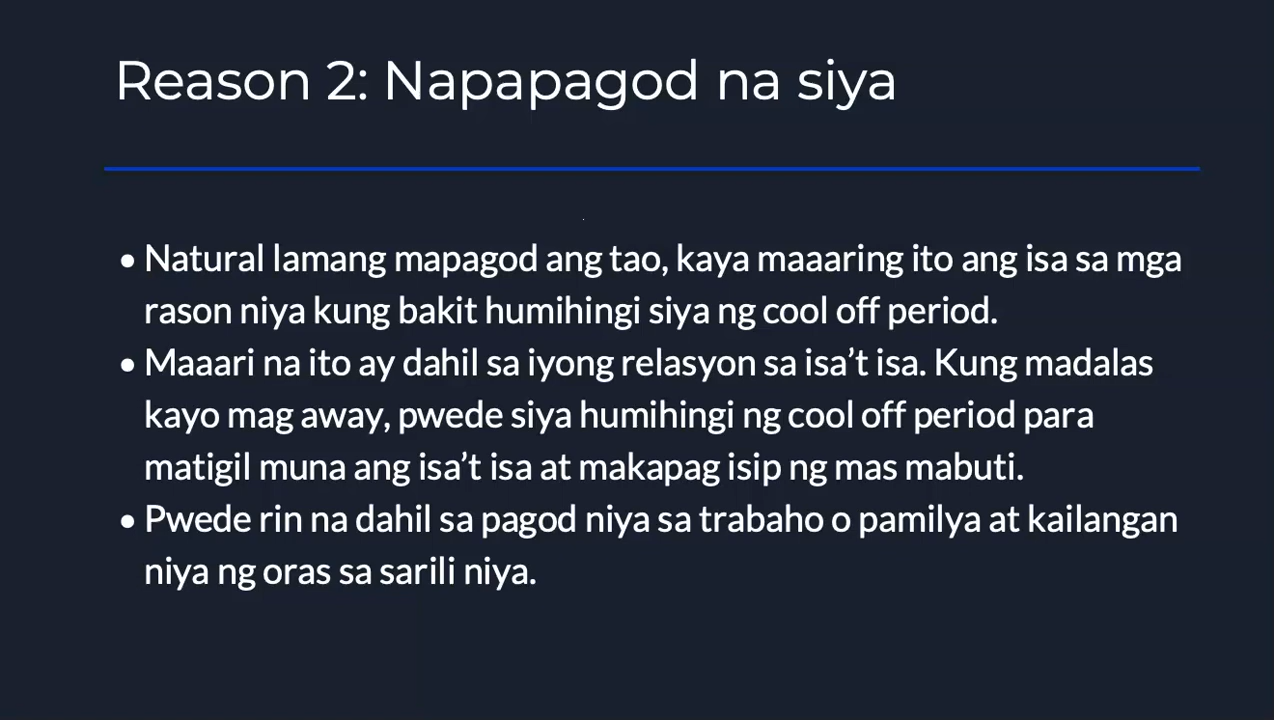 Reason 2: Napapagod na siya
• Natural lamang mapagod ang tao, kaya maaaring ito ang isa sa mga
rason niya kung bakit humihingi siya ng cool off period.
• Maaari na ito ay dahil sa iyong relasyon sa isa’t isa. Kung madalas
kayo mag away, pwede siya humihingi ng cool off period para
matigil muna ang isa’t isa at makapag isip ng mas mabuti.
• Pwede rin na dahil sa pagod niya sa trabaho o pamilya at kailangan
niya ng oras sa sarili niya.